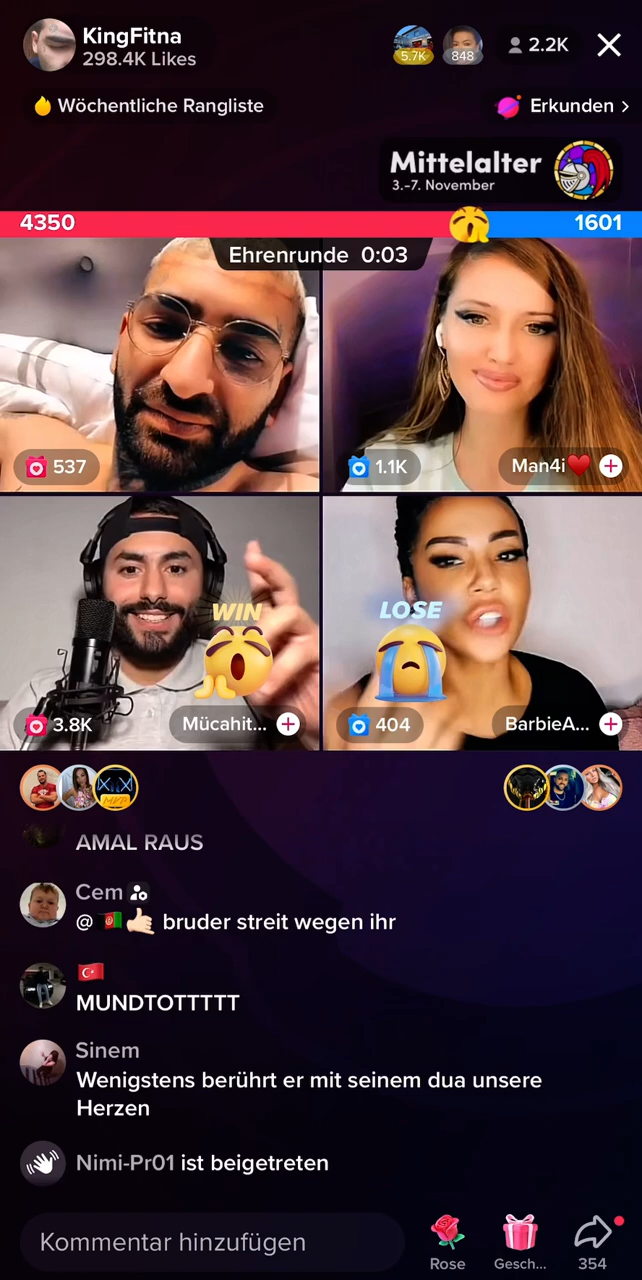 KingFitna
298.4K Likes
5.7K
848
2.2K
Wöchentliche Rangliste
Erkunden >
Mittelalter
3.-7. November
4350
1601
Ehrenrunde 0:03
537
1.1K
Man4i❤️
WIN
LOSE
3.8K
Mücahit...
404
BarbieA...
MVP
AMAL RAUS
Cem
@ 🇦🇫🤙🏻 bruder streit wegen ihr
🇹🇷
MUNDTOTTTTT
Sinem
Wenigstens berührt er mit seinem dua unsere
Herzen
Nimi-Pr01 ist beigetreten
Kommentar hinzufügen
Rose
Gesch...
354